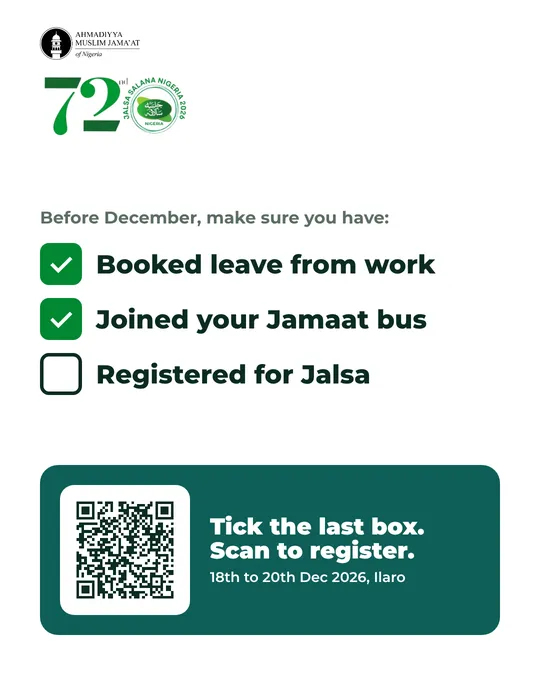 AHMADIYYA
MUSLIM JAMA'AT
of Nigeria
72nd
JALSA SALANA NIGERIA 2026
NIGERIA
Before December, make sure you have:
Booked leave from work
Joined your Jamaat bus
Registered for Jalsa
Tick the last box.
Scan to register.
18th to 20th Dec 2026, Ilaro